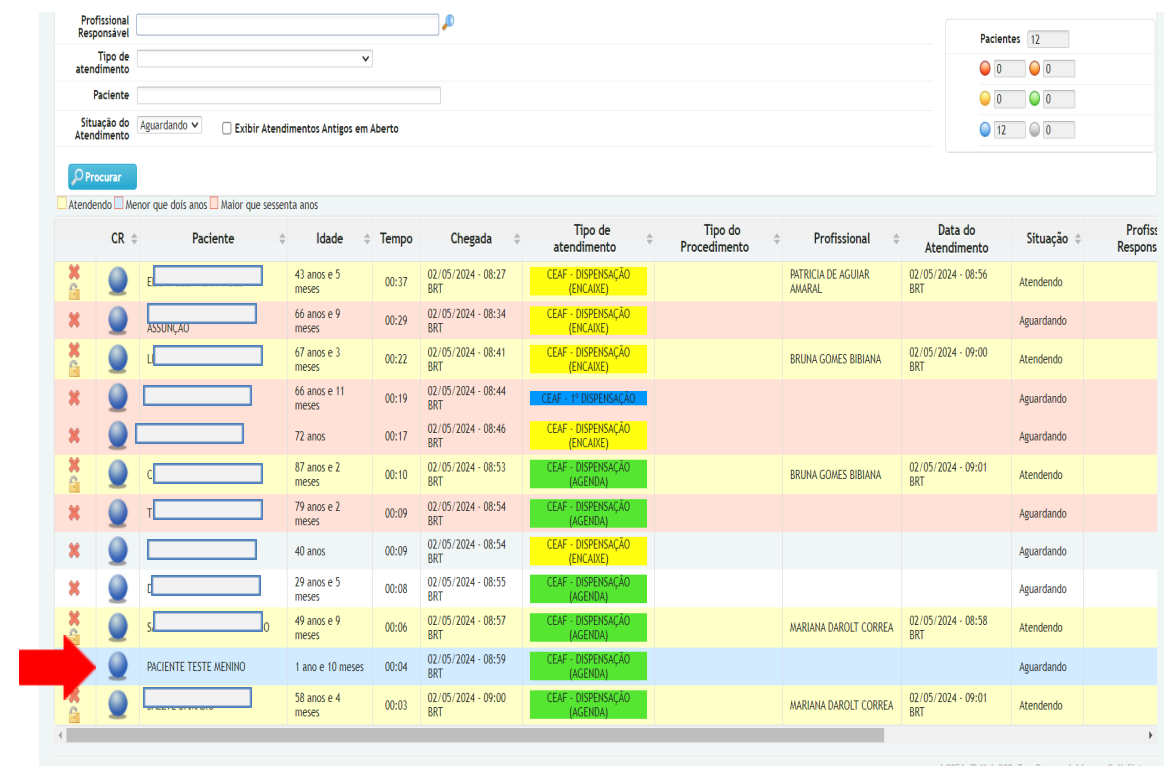 Profissional
Responsável
Tipo de
atendimento
Paciente
Situação do
Atendimento
Aguardando
Exibir Atendimentos Antigos em Aberto
Procurar
Pacientes 12
0 0
0 0
12 0
Atendendo Menor que dois anos Maior que sessenta anos
CR Paciente Idade Tempo Chegada Tipo de atendimento Tipo do Procedimento Profissional Data do Atendimento Situação
43 anos e 5 meses 00:37 02/05/2024 - 08:27 BRT CEAF - DISPENSAÇÃO (ENCAIXE) PATRICIA DE AGUIAR AMARAL 02/05/2024 - 08:56 BRT Atendendo
ASSUNÇÃO 66 anos e 9 meses 00:29 02/05/2024 - 08:34 BRT CEAF - DISPENSAÇÃO (ENCAIXE) Aguardando
67 anos e 3 meses 00:22 02/05/2024 - 08:41 BRT CEAF - DISPENSAÇÃO (ENCAIXE) BRUNA GOMES BIBIANA 02/05/2024 - 09:00 BRT Atendendo
66 anos e 11 meses 00:19 02/05/2024 - 08:44 BRT CEAF - 1º DISPENSAÇÃO Aguardando
72 anos 00:17 02/05/2024 - 08:46 BRT CEAF - DISPENSAÇÃO (ENCAIXE) Aguardando
87 anos e 2 meses 00:10 02/05/2024 - 08:53 BRT CEAF - DISPENSAÇÃO (AGENDA) BRUNA GOMES BIBIANA 02/05/2024 - 09:01 BRT Atendendo
79 anos e 2 meses 00:09 02/05/2024 - 08:54 BRT CEAF - DISPENSAÇÃO (AGENDA) Aguardando
40 anos 00:09 02/05/2024 - 08:54 BRT CEAF - DISPENSAÇÃO (ENCAIXE) Aguardando
29 anos e 5 meses 00:08 02/05/2024 - 08:55 BRT CEAF - DISPENSAÇÃO (AGENDA) Aguardando
49 anos e 9 meses 00:06 02/05/2024 - 08:57 BRT CEAF - DISPENSAÇÃO (AGENDA) MARIANA DAROLT CORREA 02/05/2024 - 08:58 BRT Atendendo
PACIENTE TESTE MENINO 1 ano e 10 meses 00:04 02/05/2024 - 08:59 BRT CEAF - DISPENSAÇÃO (AGENDA) Aguardando
58 anos e 4 meses 00:03 02/05/2024 - 09:00 BRT CEAF - DISPENSAÇÃO (AGENDA) MARIANA DAROLT CORREA 02/05/2024 - 09:01 BRT Atendendo